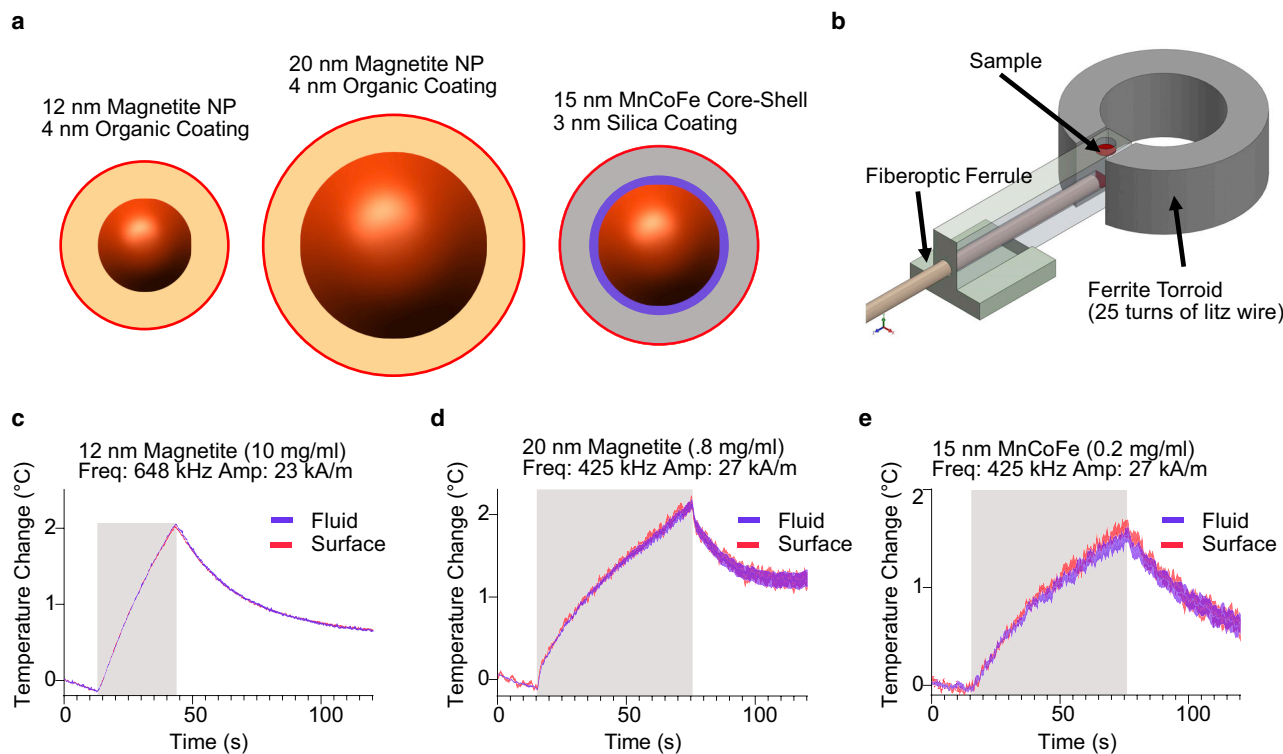 a
12 nm Magnetite NP
4 nm Organic Coating
20 nm Magnetite NP
4 nm Organic Coating
15 nm MnCoFe Core-Shell
3 nm Silica Coating
b
Sample
Fiberoptic Ferrule
Ferrite Torroid
(25 turns of litz wire)
c
12 nm Magnetite (10 mg/ml)
Freq: 648 kHz Amp: 23 kA/m
Temperature Change (°C)
2
1
0
Fluid
Surface
0
50
100
Time (s)
d
20 nm Magnetite (.8 mg/ml)
Freq: 425 kHz Amp: 27 kA/m
Temperature Change (°C)
2
1
0
Fluid
Surface
0
50
100
Time (s)
e
15 nm MnCoFe (0.2 mg/ml)
Freq: 425 kHz Amp: 27 kA/m
Temperature Change (°C)
2
1
0
Fluid
Surface
0
50
100
Time (s)